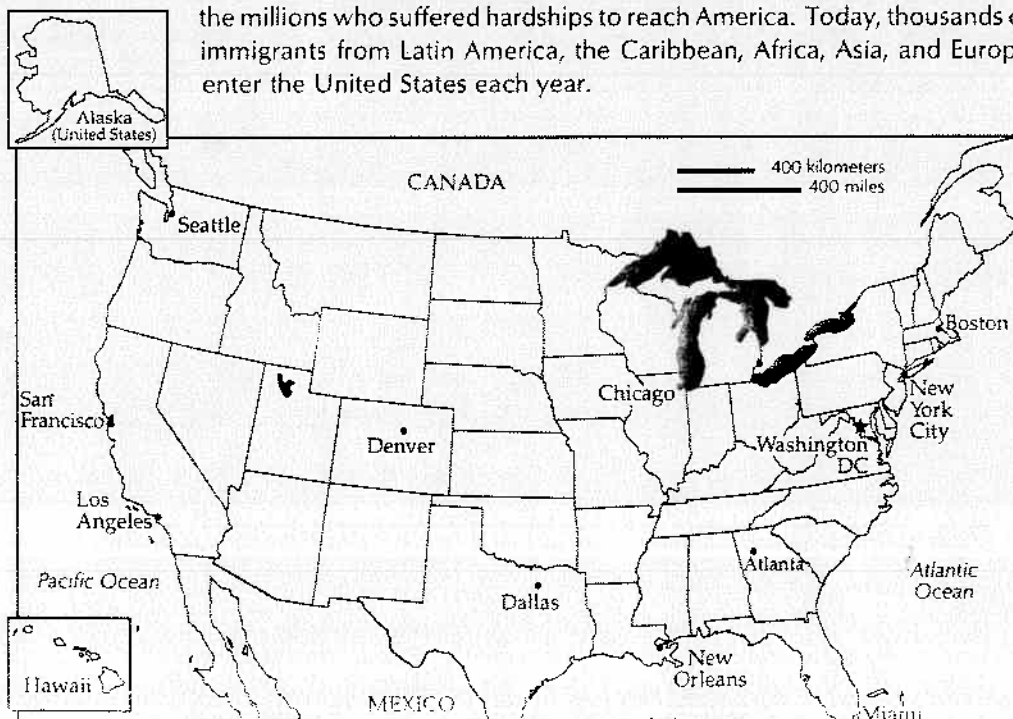 the millions who suffered hardships to reach America. Today, thousands
immigrants from Latin America, the Caribbean, Africa, Asia, and Europ
enter the United States each year.
Alaska
(United States)
CANADA
400 kilometers
400 miles
Seattle
Boston
San
Francisco
Chicago
New
York
City
Denver
Washington
DC
Los
Angeles
Pacific Ocean
Atlanta
Atlantic
Ocean
Dallas
Hawaii
New
Orleans
MEXICO
Miami